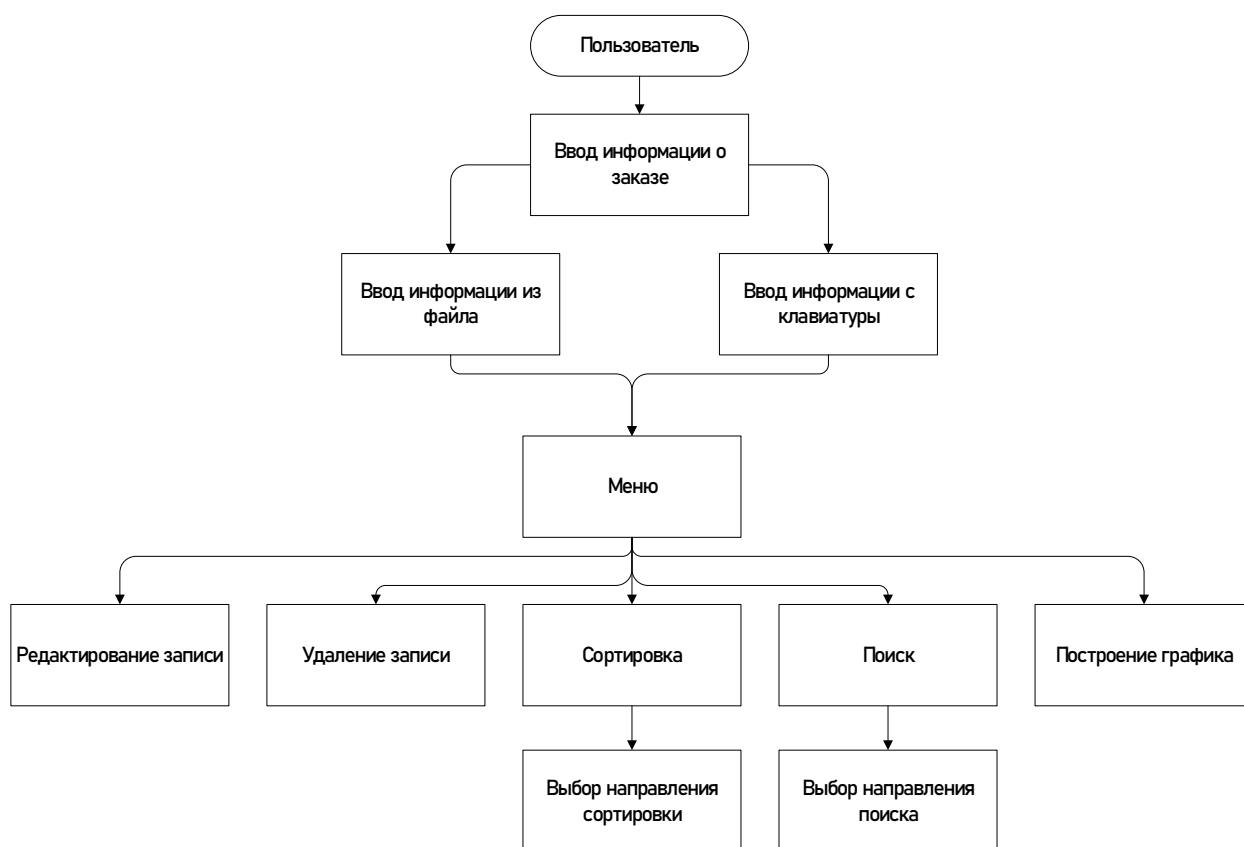 Пользователь
Ввод информации о
заказе
Ввод информации из
файла
Ввод информации с
клавиатуры
Меню
Редактирование записи
Удаление записи
Сортировка
Поиск
Построение графика
Выбор направления
сортировки
Выбор направления
поиска